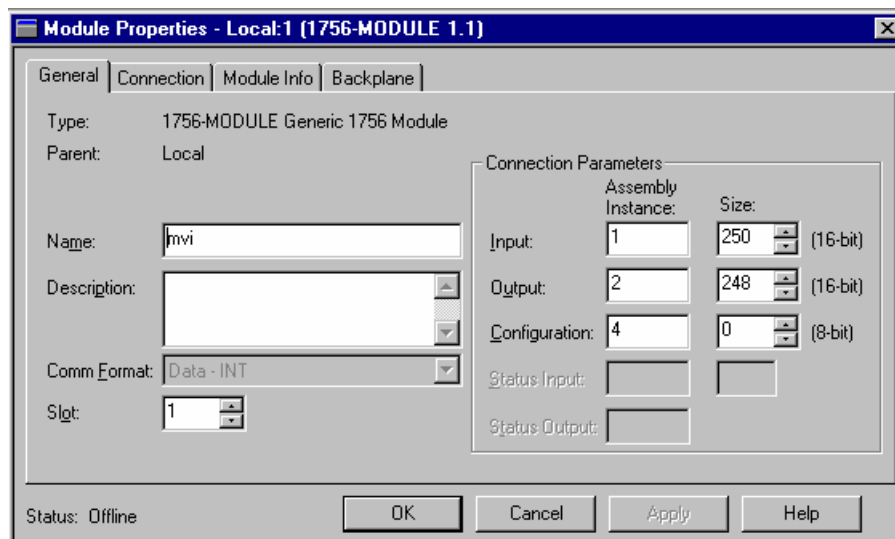 Module Properties - Local:1 (1756-MODULE 1.1)
General Connection Module Info Backplane
Type: 1756-MODULE Generic 1756 Module
Parent: Local
Connection Parameters
Assembly Instance: Size:
Name: mvi
Input: 1 250 (16-bit)
Description:
Output: 2 248 (16-bit)
Configuration: 4 0 (8-bit)
Comm Format: Data - INT
Status Input:
Slot: 1
Status Output:
Status: Offline
OK Cancel Apply Help